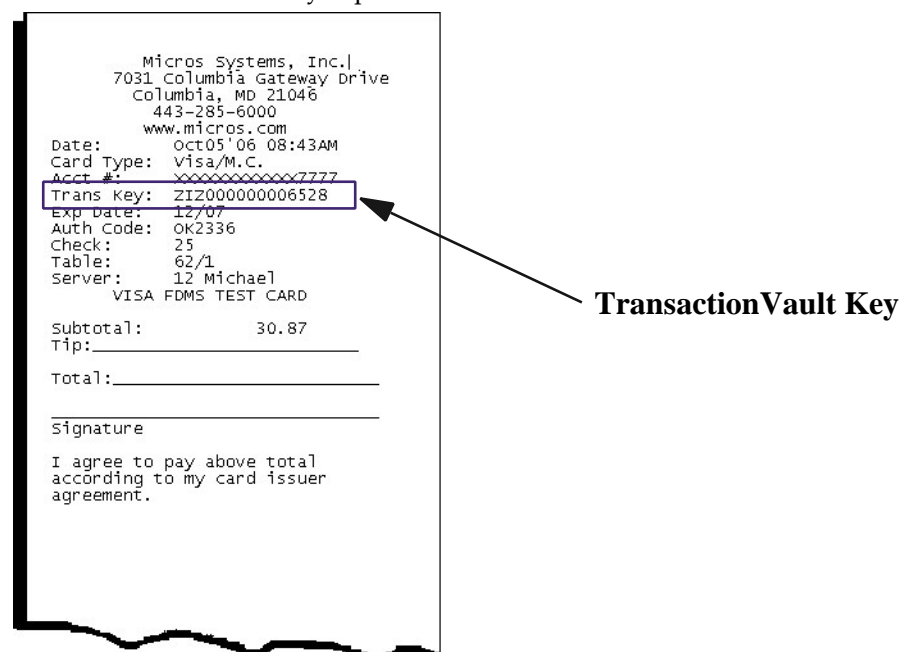 Micros Systems, Inc.|
7031 Columbia Gateway Drive
Columbia, MD 21046
443-285-6000
www.micros.com
Date: Oct05'06 08:43AM
Card Type: Visa/M.C.
Acct #: XXXXXXXXXXXX7777
Trans Key: ZIZ000000006528
Exp Date: 12/07
Auth Code: OK2336
Check: 25
Table: 62/1
Server: 12 Michael
VISA FDMS TEST CARD
TransactionVault Key
Subtotal: 30.87
Tip:
Total:
Signature
I agree to pay above total
according to my card issuer
agreement.